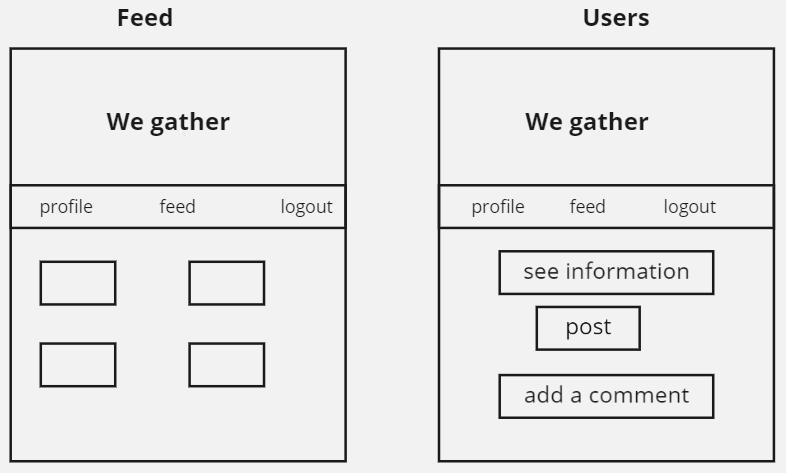 Feed
We gather
profile feed logout
Users
We gather
profile feed logout
see information
post
add a comment